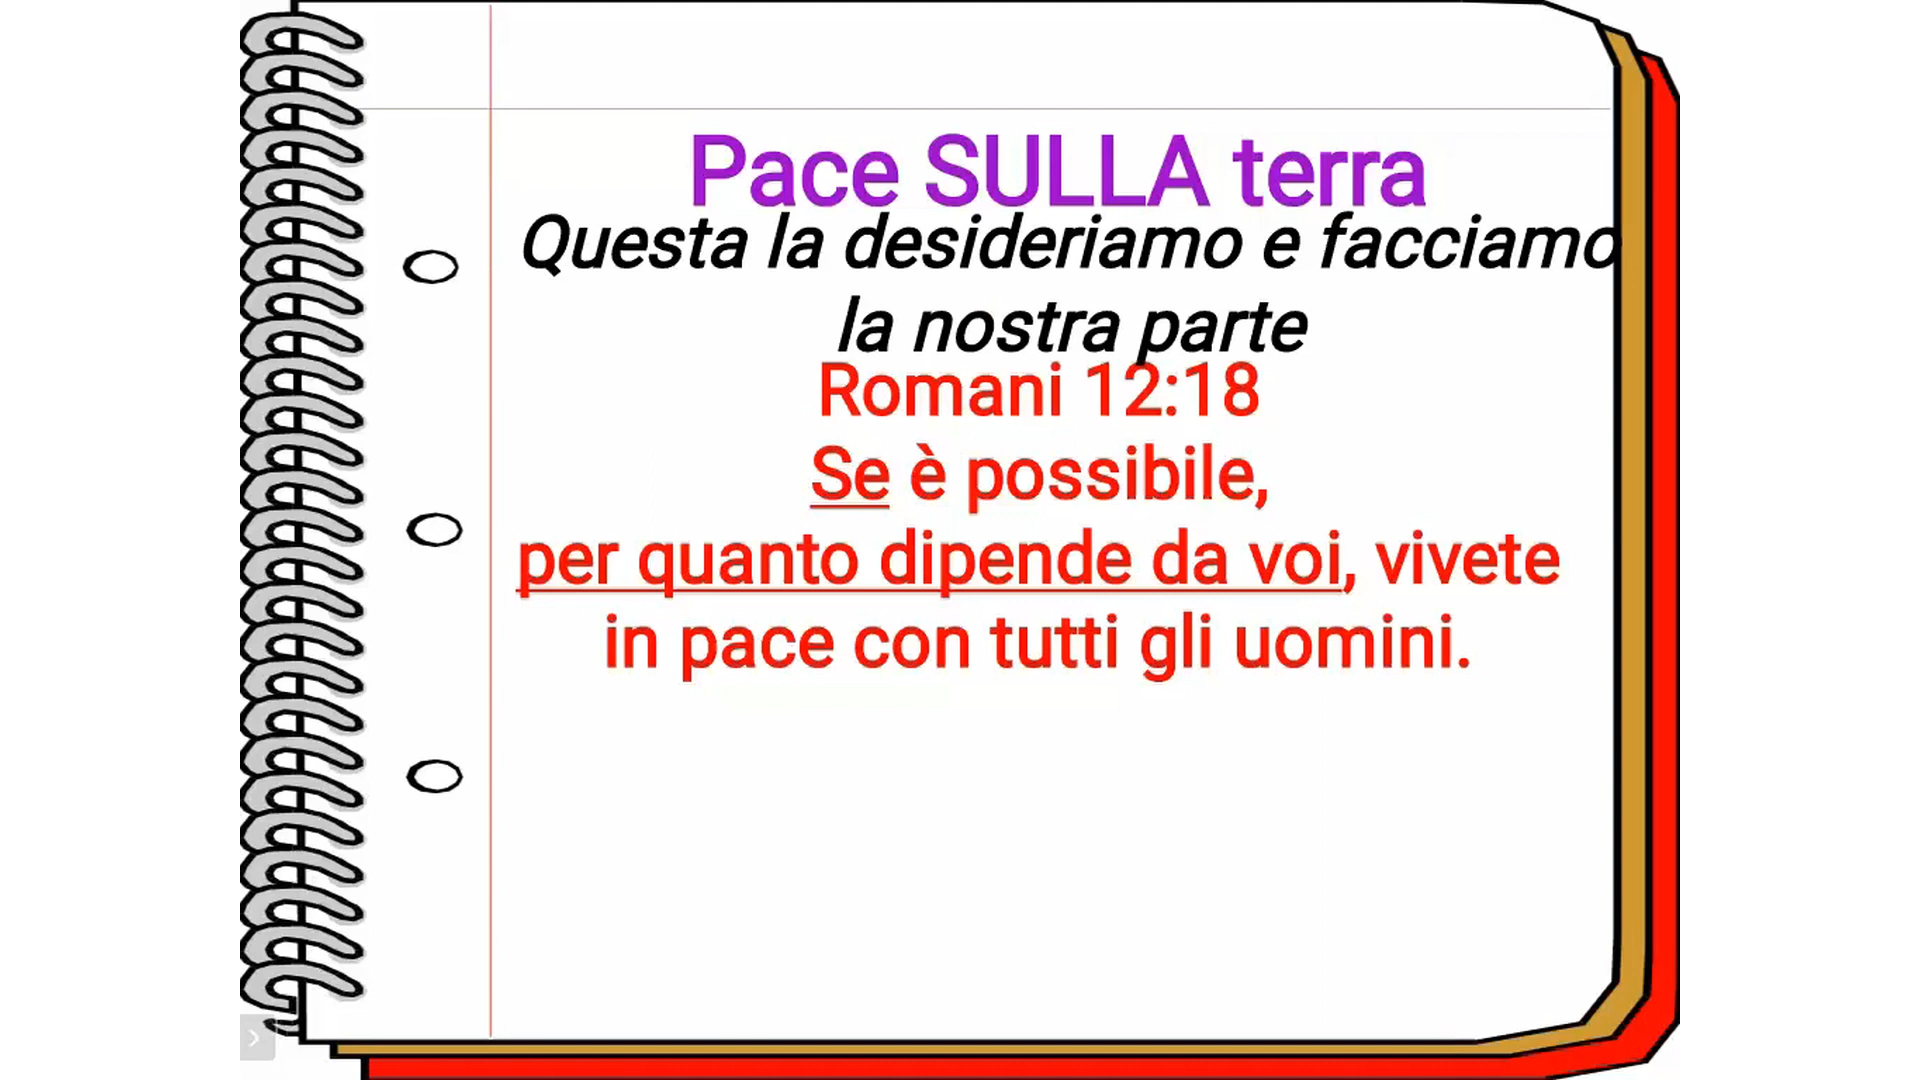 Pace SULLA terra
Questa la desideriamo e facciamo
la nostra parte
Romani 12:18
Se è possibile,
per quanto dipende da voi, vivete
in pace con tutti gli uomini.